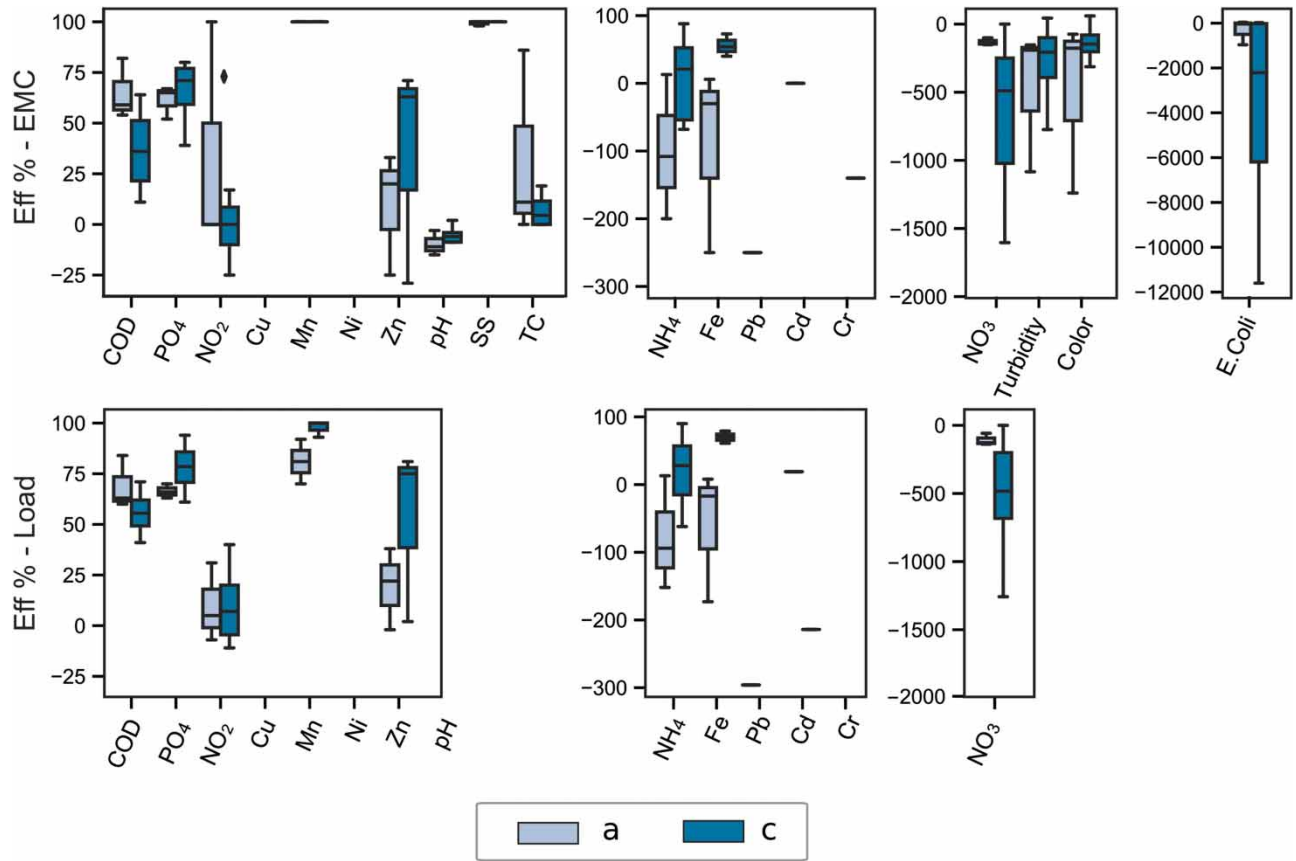 Eff % - EMC
100
75
50
25
0
−25
COD
PO4
NO2
Cu
Mn
Ni
Zn
pH
SS
TC
100
0
−100
−200
−300
NH4
Fe
Pb
Cd
Cr
0
−500
−1000
−1500
−2000
NO3
Turbidity
Color
0
−2000
−4000
−6000
−8000
−10000
−12000
E.Coli
Eff % - Load
100
75
50
25
0
−25
COD
PO4
NO2
Cu
Mn
Ni
Zn
pH
100
0
−100
−200
−300
NH4
Fe
Pb
Cd
Cr
0
−500
−1000
−1500
−2000
NO3
a
c